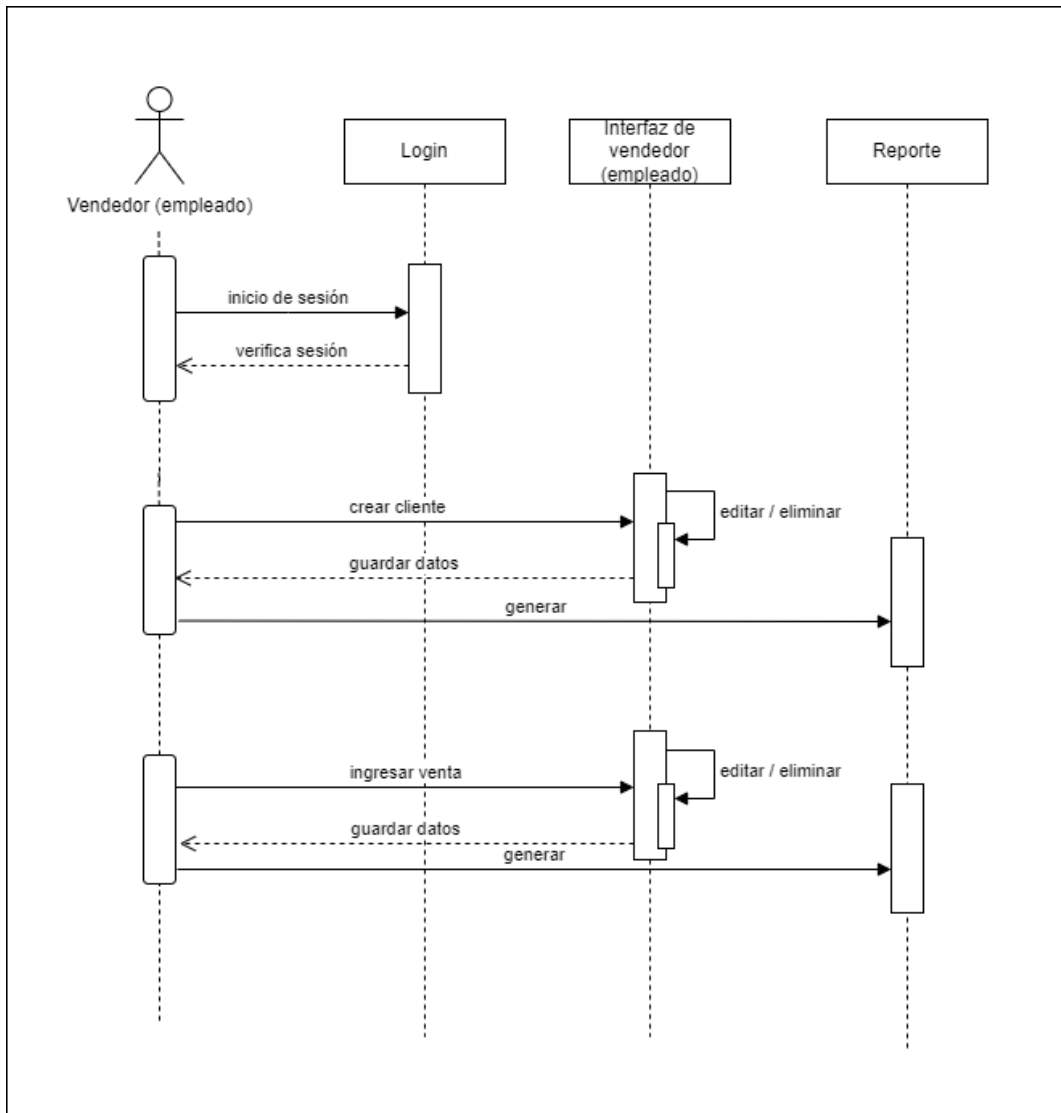 Vendedor (empleado)
Login
Interfaz de
vendedor
(empleado)
Reporte
inicio de sesión
verifica sesión
crear cliente
editar / eliminar
guardar datos
generar
ingresar venta
editar / eliminar
guardar datos
generar